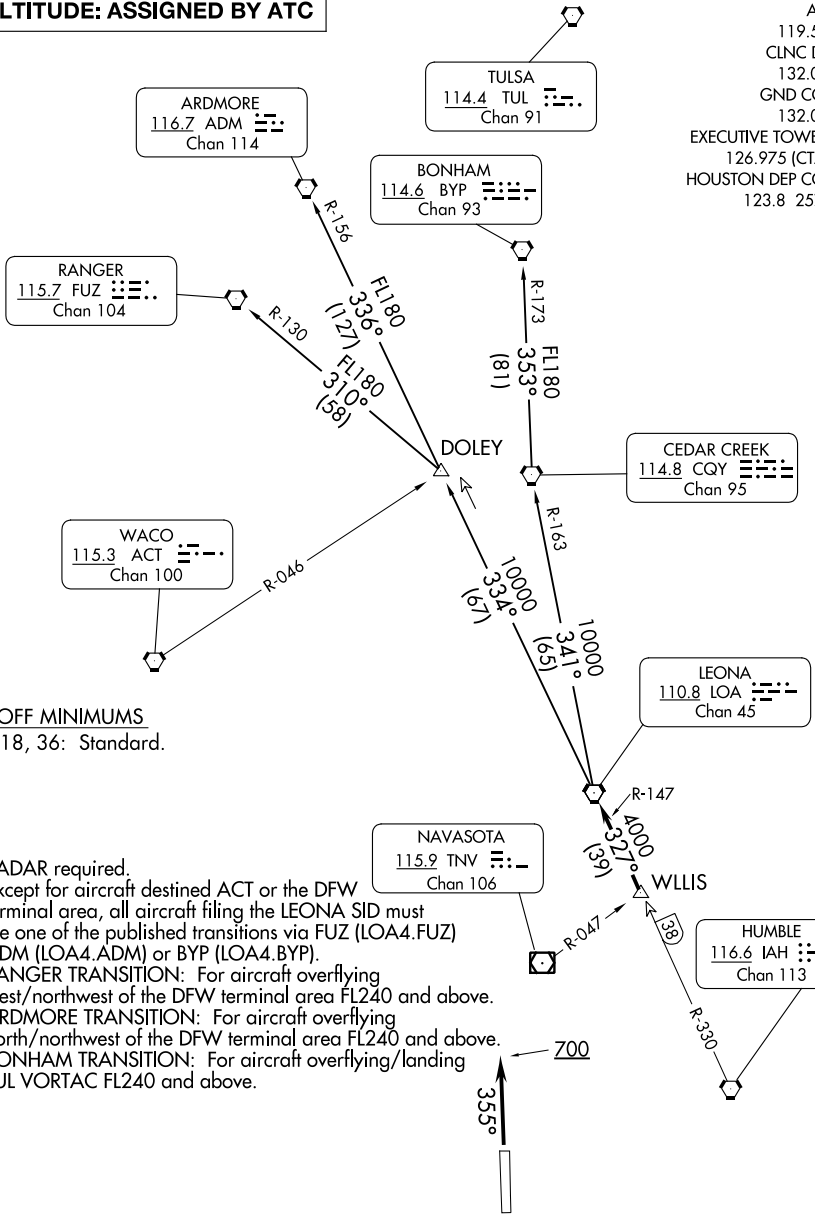 LTITUDE: ASSIGNED BY ATC
119.5
CLNC D
132.0
GND CO
132.0
EXECUTIVE TOWE
126.975 (CT
HOUSTON DEP CO
123.8 25
TULSA
114.4 TUL
Chan 91
ARDMORE
116.7 ADM
Chan 114
BONHAM
114.6 BYP
Chan 93
RANGER
115.7 FUZ
Chan 104
R-156
FL180
336°
(127)
R-130
FL180
310°
(58)
R-173
FL180
353°
(81)
DOLEY
CEDAR CREEK
114.8 CQY
Chan 95
R-163
WACO
115.3 ACT
Chan 100
R-046
10000
334°
(67)
10000
341°
(65)
LEONA
110.8 LOA
Chan 45
OFF MINIMUMS
18, 36: Standard.
R-147
4000
327°
(39)
WLLIS
NAVASOTA
115.9 TNV
Chan 106
R-047
38
HUMBLE
116.6 IAH
Chan 113
R-330
ADAR required.
xcept for aircraft destined ACT or the DFW
erminal area, all aircraft filing the LEONA SID must
e one of the published transitions via FUZ (LOA4.FUZ)
DM (LOA4.ADM) or BYP (LOA4.BYP).
ANGER TRANSITION: For aircraft overflying
est/northwest of the DFW terminal area FL240 and above.
RDMORE TRANSITION: For aircraft overflying
orth/northwest of the DFW terminal area FL240 and above.
ONHAM TRANSITION: For aircraft overflying/landing
UL VORTAC FL240 and above.
700
355°